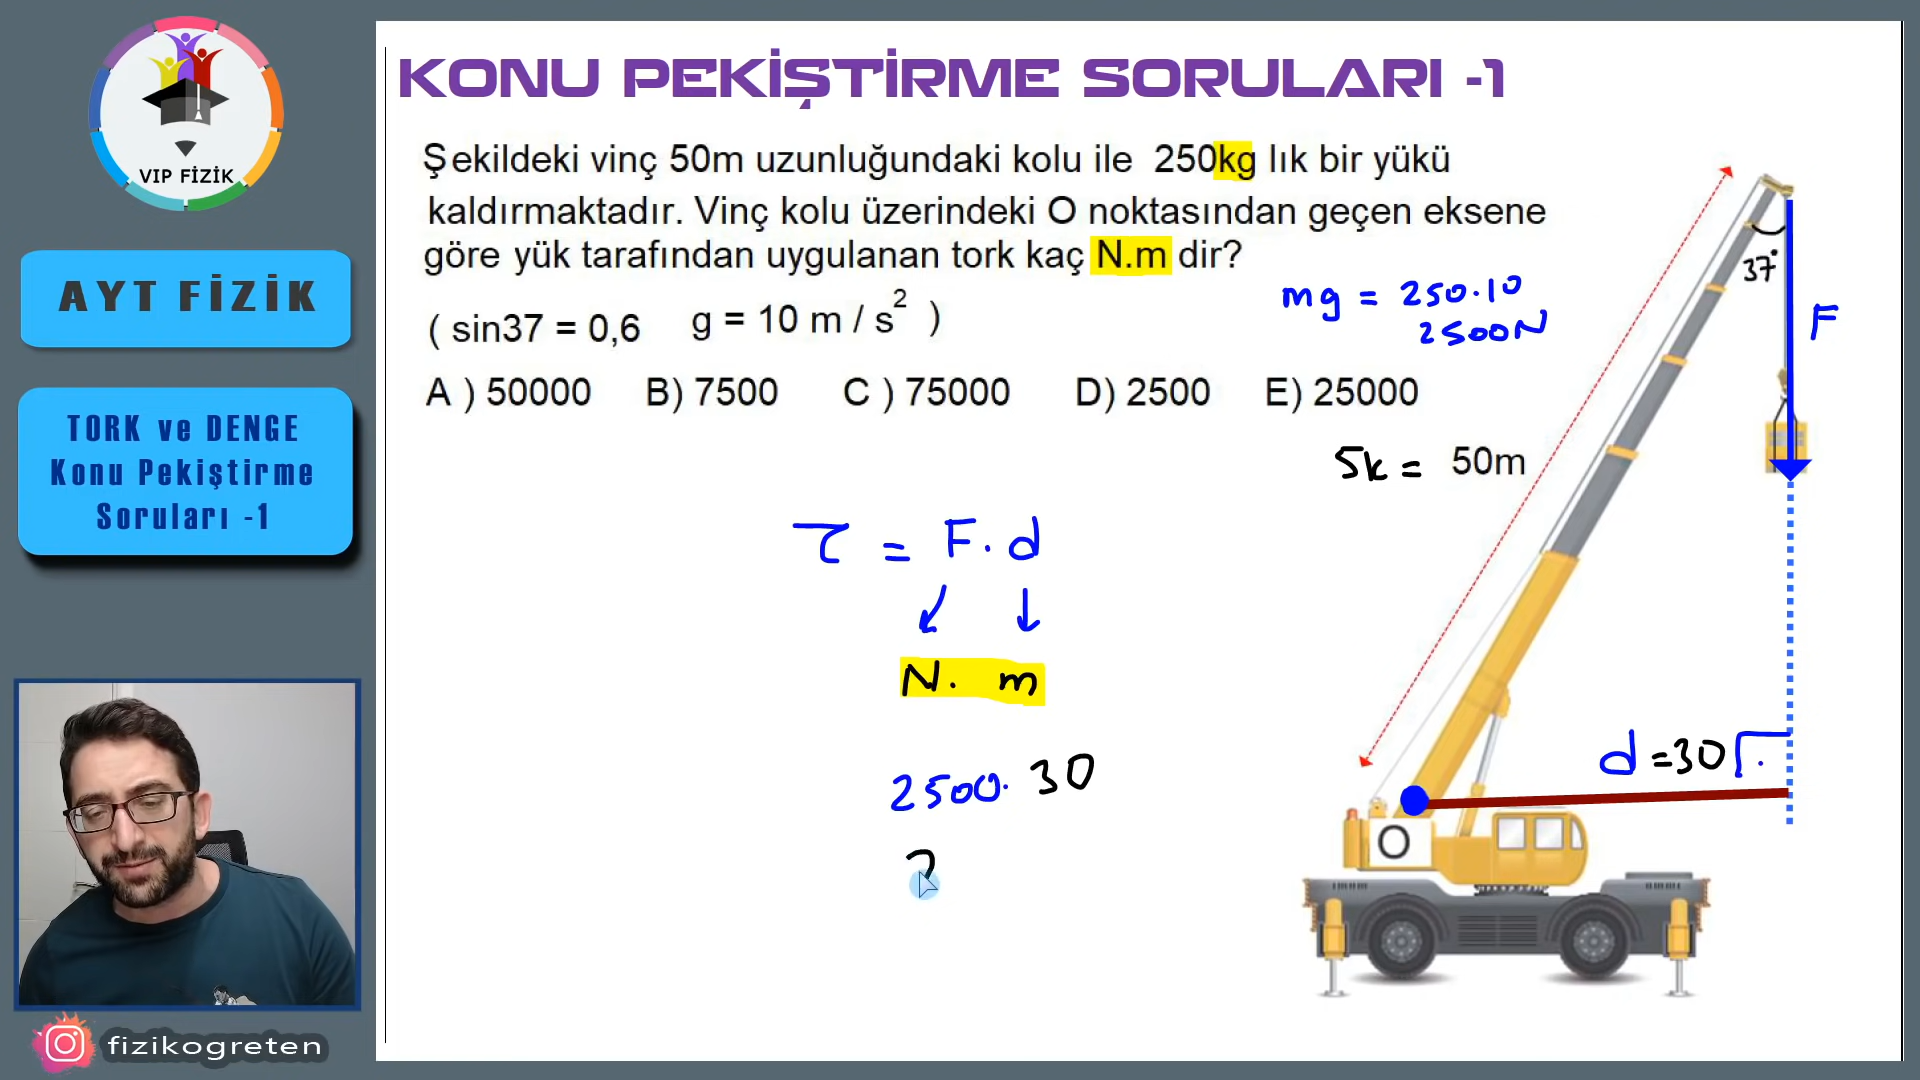 VIP FİZİK
AYT FİZİK
TORK ve DENGE
Konu Pekiştirme
Soruları -1
fizikogreten
KONU PEKİŞTİRME SORULARI -1
Şekildeki vinç 50m uzunluğundaki kolu ile 250kg lık bir yükü
kaldırmaktadır. Vinç kolu üzerindeki O noktasından geçen eksene
göre yük tarafından uygulanan tork kaç N.m dir?
( sin37 = 0,6 g = 10 m / s² )
A ) 50000 B) 7500 C ) 75000 D) 2500 E) 25000
mg = 250.10
2500N
37°
F
5k = 50m
τ = F.d
N. m
2500. 30
d =30
O